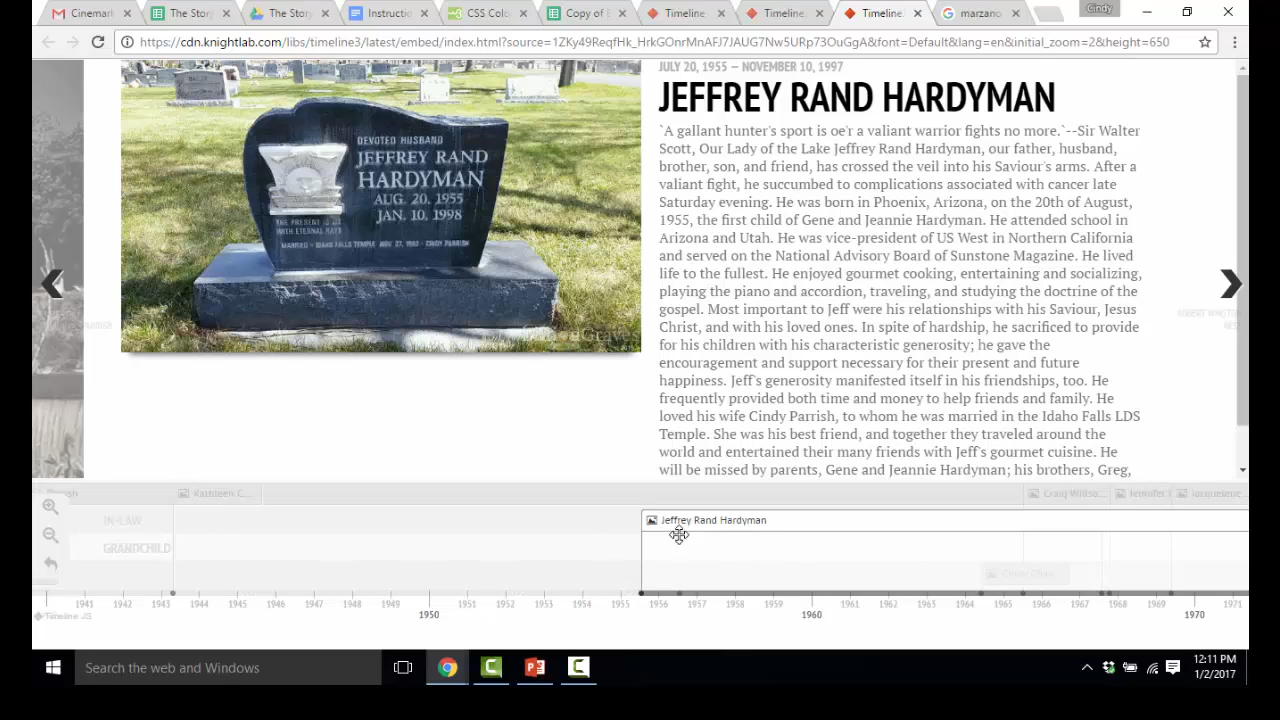 Cinemark
The Story
The Story
Instructio
CSS Colo
Copy of E
Timeline
Timeline.
Timeline.
marzano
Cindy
https://cdn.knightlab.com/libs/timeline3/latest/embed/index.html?source=1ZKy49ReqfHk_HrkGOnrMnAFJ7JAUG7Nw5URp73OuGgA&font=Default&lang=en&initial_zoom=2&height=650
DEVOTED HUSBAND
JEFFREY RAND
HARDYMAN
AUG. 20, 1955
JAN. 10, 1998
THE PRESENT IS LIT
WITH ETERNAL RAYS
MARRIED - IDAHO FALLS TEMPLE NOV 27, CINDY PARRISH
JULY 20, 1955 — NOVEMBER 10, 1997
JEFFREY RAND HARDYMAN
`A gallant hunter's sport is oe'r a valiant warrior fights no more.`--Sir Walter
Scott, Our Lady of the Lake Jeffrey Rand Hardyman, our father, husband,
brother, son, and friend, has crossed the veil into his Saviour's arms. After a
valiant fight, he succumbed to complications associated with cancer late
Saturday evening. He was born in Phoenix, Arizona, on the 20th of August,
1955, the first child of Gene and Jeannie Hardyman. He attended school in
Arizona and Utah. He was vice-president of US West in Northern California
and served on the National Advisory Board of Sunstone Magazine. He lived
life to the fullest. He enjoyed gourmet cooking, entertaining and socializing,
playing the piano and accordion, traveling, and studying the doctrine of the
gospel. Most important to Jeff were his relationships with his Saviour, Jesus
Christ, and with his loved ones. In spite of hardship, he sacrificed to provide
for his children with his characteristic generosity; he gave the
encouragement and support necessary for their present and future
happiness. Jeff's generosity manifested itself in his friendships, too. He
frequently provided both time and money to help friends and family. He
loved his wife Cindy Parrish, to whom he was married in the Idaho Falls LDS
Temple. She was his best friend, and together they traveled around the
world and entertained their many friends with Jeff's gourmet cuisine. He
will be missed by parents, Gene and Jeannie Hardyman; his brothers, Greg,
Kathleen C...
Craig Willso...
Jennifer
Jacquelene
IN-LAW
Jeffrey Rand Hardyman
GRANDCHILD
1941 1942 1943 1944 1945 1946 1947 1948 1949 1951 1952 1953 1954 1955 1956 1957 1958 1959 1961 1962 1963 1964 1965 1966 1967 1968 1969 1971
1950 1960 1970
Timeline JS
Search the web and Windows
12:11 PM
1/2/2017